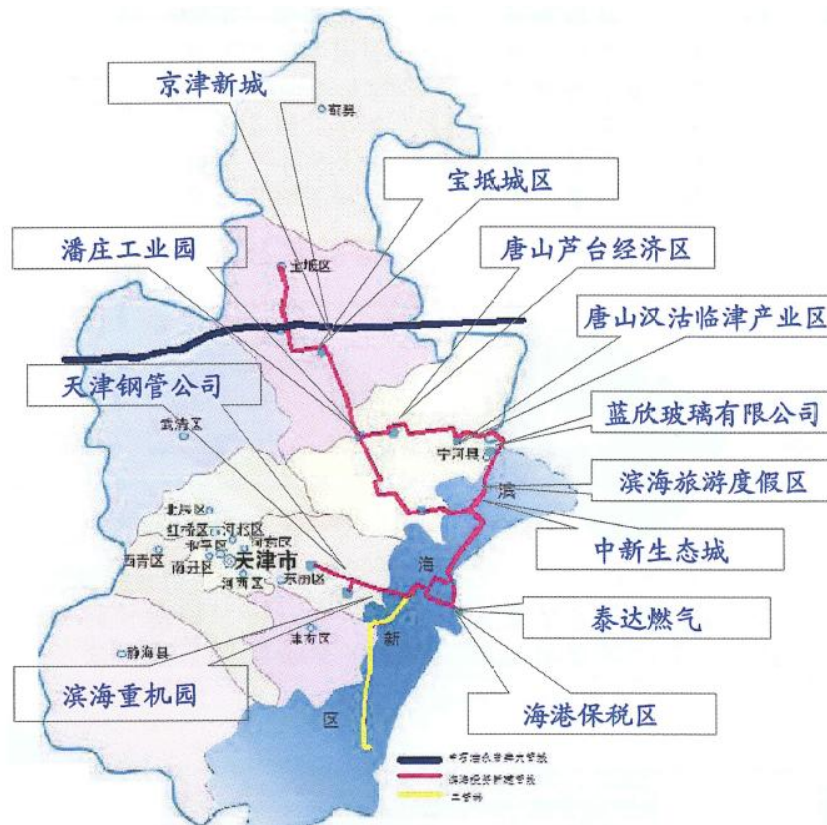 京津新城
蓟县
宝坻城区
潘庄工业园
唐山芦台经济区
宝坻区
唐山汉沽临津产业区
天津钢管公司
蓝欣玻璃有限公司
武清区
宁河县
滨
滨海旅游度假区
北辰区
红桥区
河北区
中新生态城
和平区
河东区
西青区
天津市
海
南开区
河西区
东丽区
泰达燃气
津南区
新
静海县
滨海重机园
海港保税区
区